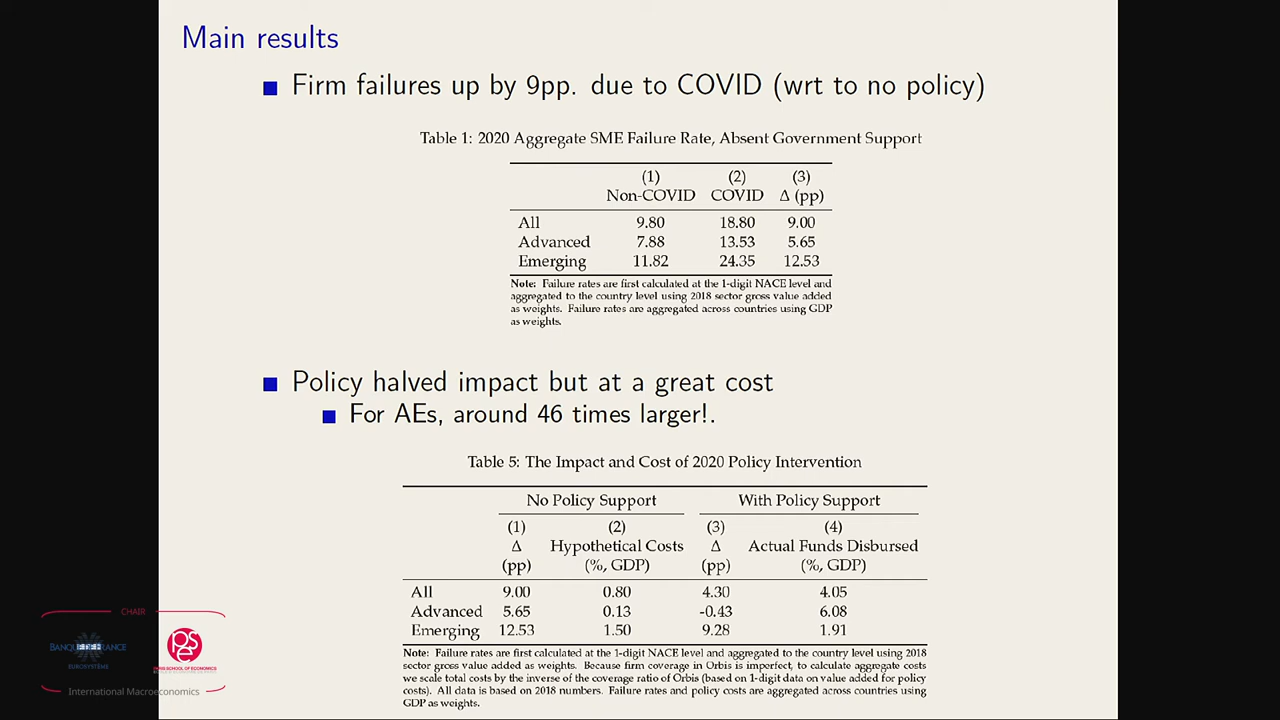 Main results
Firm failures up by 9pp. due to COVID (wrt to no policy)
Table 1: 2020 Aggregate SME Failure Rate, Absent Government Support
(1) (2) (3)
Non-COVID COVID Δ (pp)
All 9.80 18.80 9.00
Advanced 7.88 13.53 5.65
Emerging 11.82 24.35 12.53
Note: Failure rates are first calculated at the 1-digit NACE level and
aggregated to the country level using 2018 sector gross value added
as weights. Failure rates are aggregated across countries using GDP
as weights.
Policy halved impact but at a great cost
For AEs, around 46 times larger!.
Table 5: The Impact and Cost of 2020 Policy Intervention
No Policy Support With Policy Support
(1) (2) (3) (4)
Δ Hypothetical Costs Δ Actual Funds Disbursed
(pp) (%, GDP) (pp) (%, GDP)
All 9.00 0.80 4.30 4.05
Advanced 5.65 0.13 -0.43 6.08
Emerging 12.53 1.50 9.28 1.91
Note: Failure rates are calculated at the 1-digit NACE level and aggregated to the country level using 2018
sector gross value added as weights. Because firm coverage in Orbis is imperfect, to calculate aggregate costs
we scale total costs by the inverse of the coverage ratio of Orbis (based on 1-digit data on value added for policy
costs). All data is based on 2018 numbers. Failure rates and policy costs are aggregated across countries using
GDP as weights.
CHAIR
BANQUE DE FRANCE
EUROSYSTÈME
PSE
PARIS SCHOOL OF ECONOMICS
International Macroeconomics